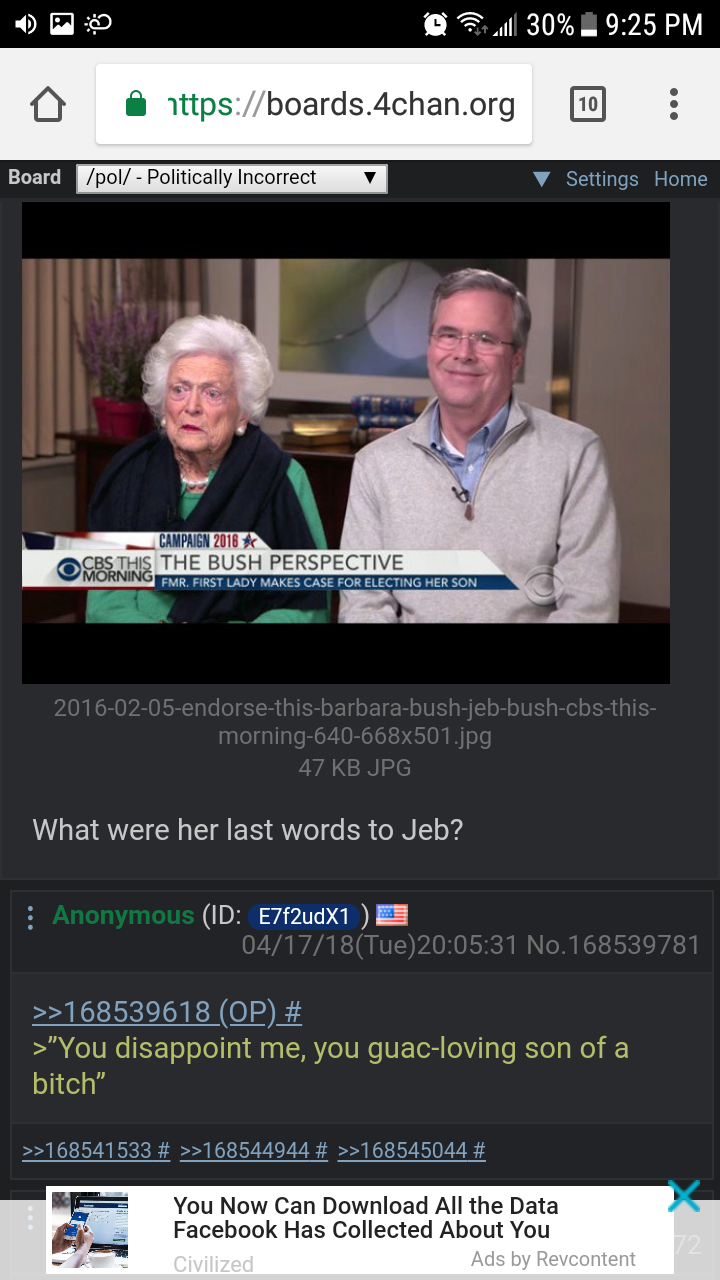 30% 9:25 PM
https://boards.4chan.org
10
Board /pol/ - Politically Incorrect ▼ ▼ Settings Home
CAMPAIGN 2016
CBS THIS MORNING
THE BUSH PERSPECTIVE
FMR. FIRST LADY MAKES CASE FOR ELECTING HER SON
2016-02-05-endorse-this-barbara-bush-jeb-bush-cbs-this-
morning-640-668x501.jpg
47 KB JPG
What were her last words to Jeb?
Anonymous (ID: E7f2udX1)
04/17/18(Tue)20:05:31 No.168539781
>>168539618 (OP) #
>”You disappoint me, you guac-loving son of a
bitch”
>>168541533 # >>168544944 # >>168545044 #
You Now Can Download All the Data
Facebook Has Collected About You
Civilized Ads by Revcontent
72